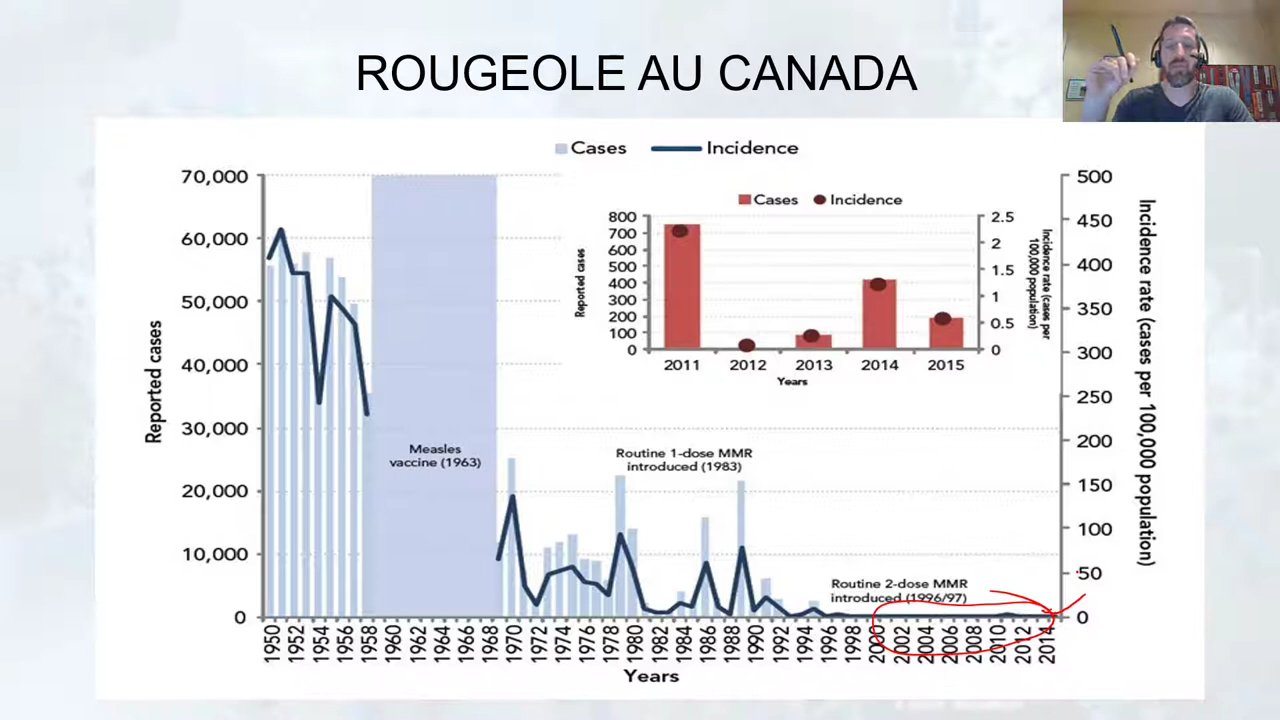 ROUGEOLE AU CANADA
Cases Incidence
Reported cases
70,000
60,000
50,000
40,000
30,000
20,000
10,000
0
Measles
vaccine (1963)
Routine 1-dose MMR
introduced (1983)
Routine 2-dose MMR
introduced (1996/97)
Cases Incidence
Reported cases
800
700
600
500
400
300
200
100
0
2.5
2
1.5
1
0.5
0
Incidence rate (cases per
100,000 population)
2011 2012 2013 2014 2015
Years
500
450
400
350
300
250
200
150
100
50
0
Incidence rate (cases per 100,000 population)
1950 1952 1954 1956 1958 1960 1962 1964 1966 1968 1970 1972 1974 1976 1978 1980 1982 1984 1986 1988 1990 1992 1994 1996 1998 2000 2002 2004 2006 2008 2010 2012 2014
Years